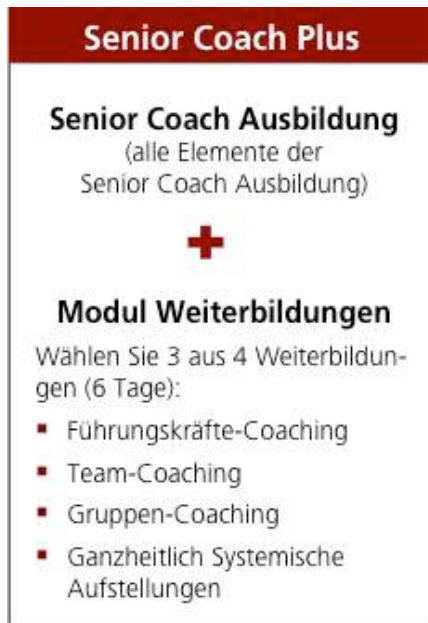 Senior Coach Plus
Senior Coach Ausbildung
(alle Elemente der
Senior Coach Ausbildung)
Modul Weiterbildungen
Wählen Sie 3 aus 4 Weiterbildun-
gen (6 Tage):
Führungskräfte-Coaching
Team-Coaching
Gruppen-Coaching
Ganzheitlich Systemische
Aufstellungen